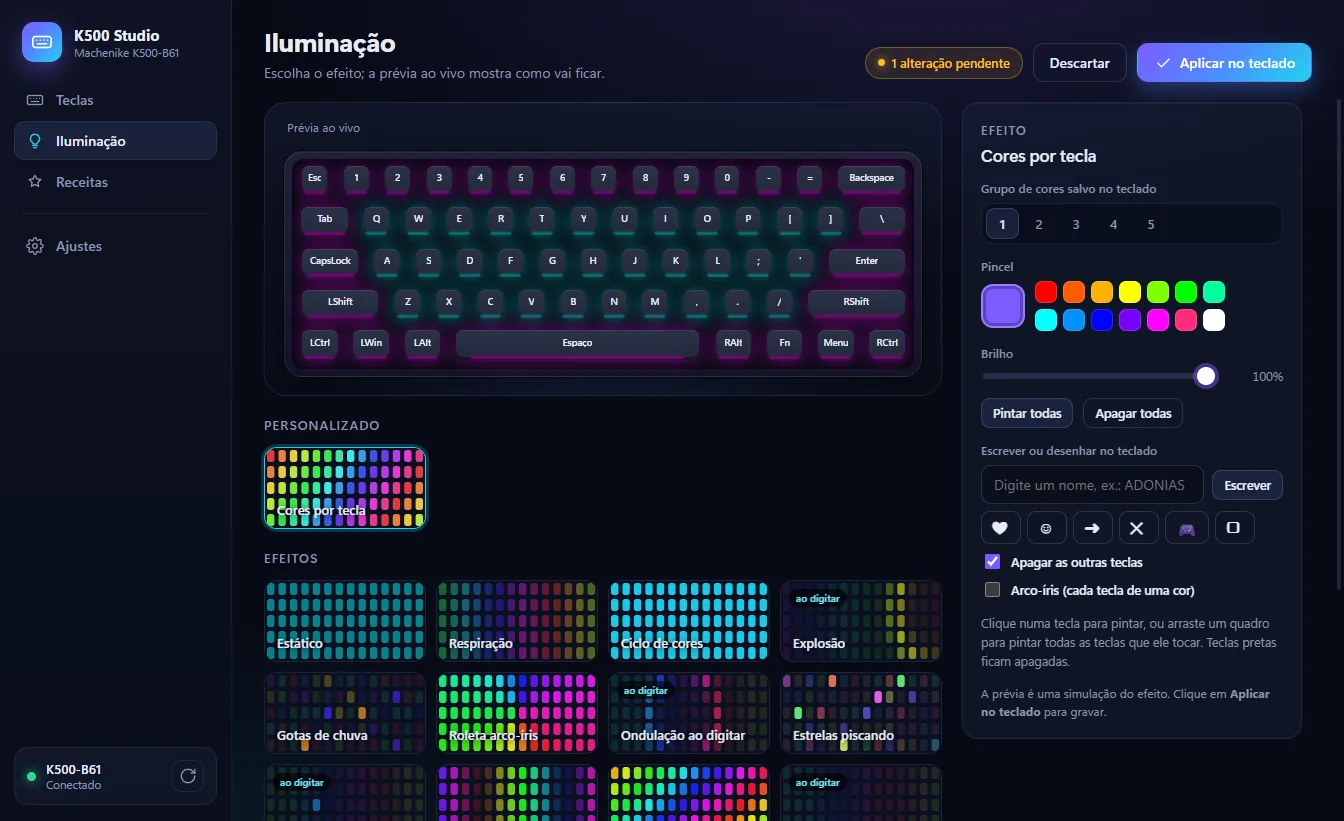 K500 Studio
Machenike K500-B61
Teclas
Iluminação
Receitas
Ajustes
K500-B61
Conectado
Iluminação
Escolha o efeito; a prévia ao vivo mostra como vai ficar.
1 alteração pendente
Descartar
Aplicar no teclado
Prévia ao vivo
Esc 1 2 3 4 5 6 7 8 9 0 - = Backspace
Tab Q W E R T Y U I O P [ ] \
CapsLock A S D F G H J K L ; ' Enter
LShift Z X C V B N M , . / RShift
LCtrl LWin LAlt Espaço RAlt Fn Menu RCtrl
PERSONALIZADO
Cores por tecla
EFEITOS
Estático
Respiração
Ciclo de cores
ao digitar
Explosão
Gotas de chuva
Roleta arco-íris
ao digitar
Ondulação ao digitar
Estrelas piscando
ao digitar
ao digitar
EFEITO
Cores por tecla
Grupo de cores salvo no teclado
1 2 3 4 5
Pincel
Brilho
100%
Pintar todas
Apagar todas
Escrever ou desenhar no teclado
Digite um nome, ex.: ADONIAS
Escrever
Apagar as outras teclas
Arco-íris (cada tecla de uma cor)
Clique numa tecla para pintar, ou arraste um quadro
para pintar todas as teclas que ele tocar. Teclas pretas
ficam apagadas.
A prévia é uma simulação do efeito. Clique em Aplicar
no teclado para gravar.